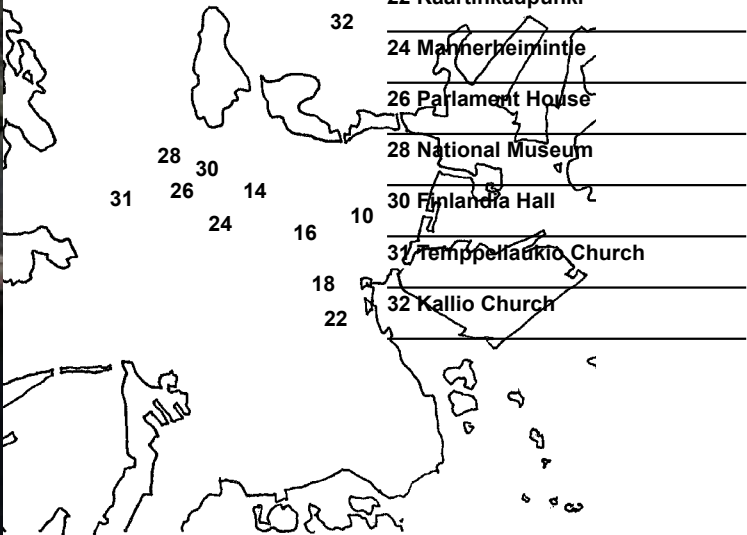 32
28
30
31
26
14
24
16
10
18
22
22 Kaartinkaupunki
24 Mannerheimintie
26 Parlament House
28 National Museum
30 Finlandia Hall
31 Temppeliaukio Church
32 Kallio Church